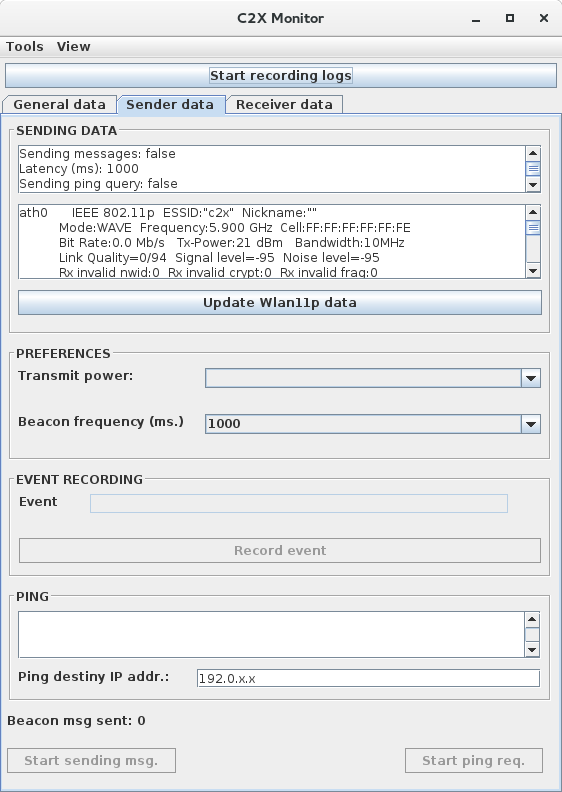 C2X Monitor
Tools View
Start recording logs
General data Sender data Receiver data
SENDING DATA
Sending messages: false
Latency (ms): 1000
Sending ping query: false
ath0 IEEE 802.11p ESSID:"c2x" Nickname:""
Mode:WAVE Frequency:5.900 GHz Cell:FF:FF:FF:FF:FF:FE
Bit Rate:0.0 Mb/s Tx-Power:21 dBm Bandwidth:10MHz
Link Quality=0/94 Signal level=-95 Noise level=-95
Rx invalid nwid:0 Rx invalid crypt:0 Rx invalid frag:0
Update Wlan11p data
PREFERENCES
Transmit power:
Beacon frequency (ms.) 1000
EVENT RECORDING
Event
Record event
PING
Ping destiny IP addr.: 192.0.x.x
Beacon msg sent: 0
Start sending msg. Start ping req.